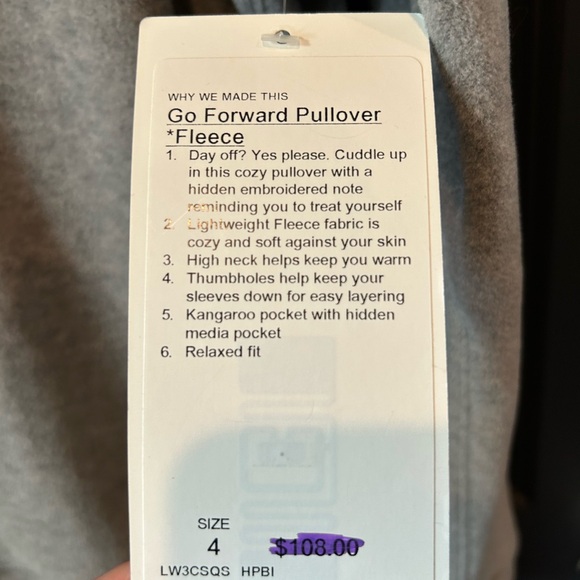 WHY WE MADE THIS
Go Forward Pullover
*Fleece
1. Day off? Yes please. Cuddle up
in this cozy pullover with a
hidden embroidered note
reminding you to treat yourself
2. Lightweight Fleece fabric is
cozy and soft against your skin
3. High neck helps keep you warm
4. Thumbholes help keep your
sleeves down for easy layering
5. Kangaroo pocket with hidden
media pocket
6. Relaxed fit
SIZE
4 $108.00
LW3CSQS HPBI